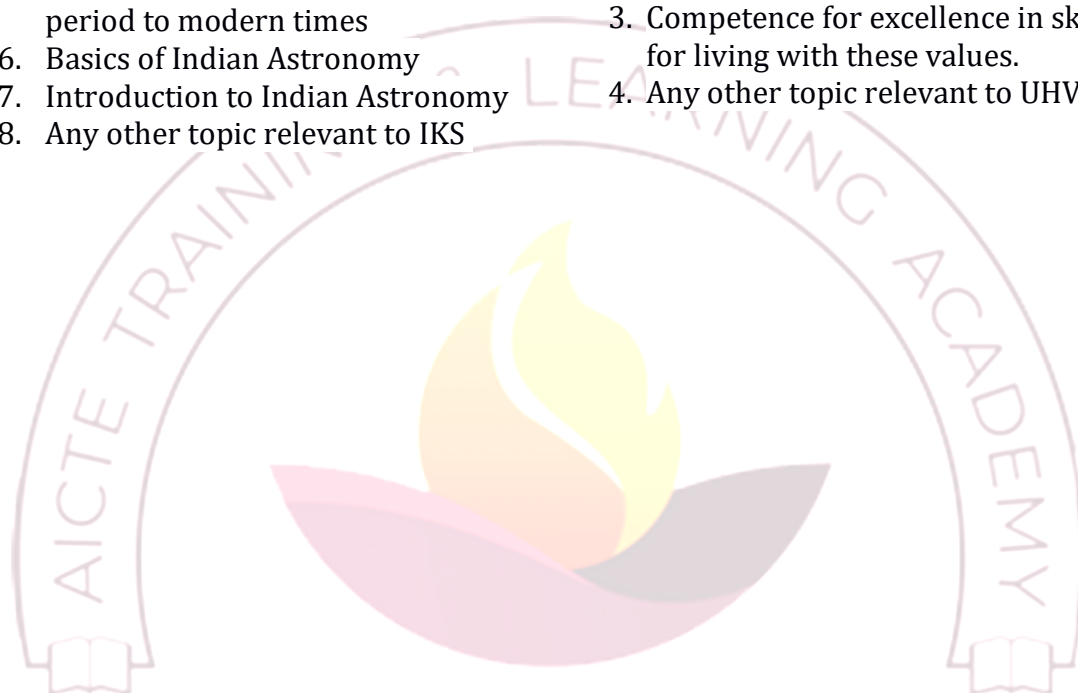 period to modern times
6. Basics of Indian Astronomy
7. Introduction to Indian Astronomy
8. Any other topic relevant to IKS
3. Competence for excellence in
for living with these values.
4. Any other topic relevant to UHV
AICTE TRAINING & LEARNING ACADEMY